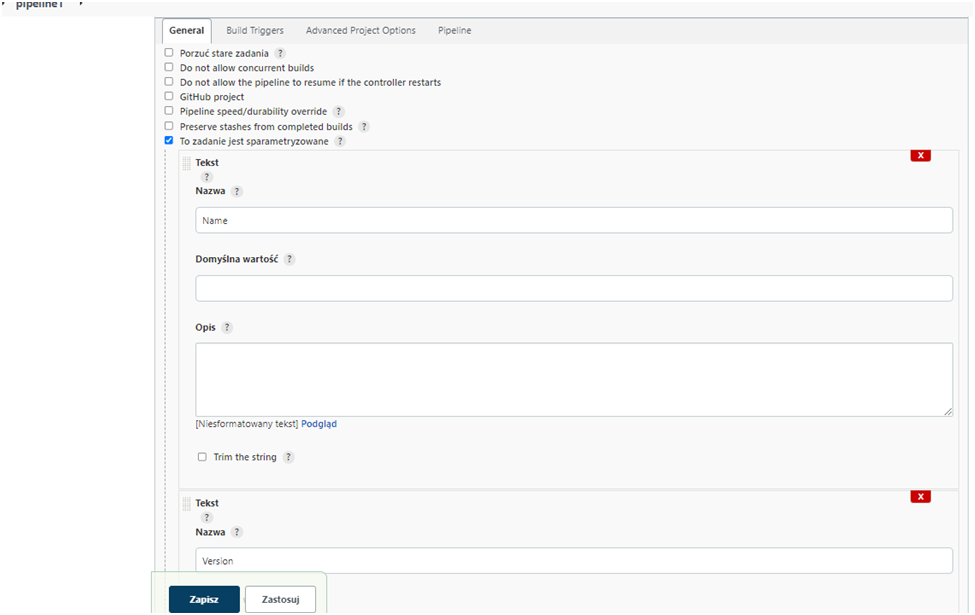 pipeline1
General Build Triggers Advanced Project Options Pipeline
Porzuć stare zadania ?
Do not allow concurrent builds
Do not allow the pipeline to resume if the controller restarts
GitHub project
Pipeline speed/durability override ?
Preserve stashes from completed builds ?
To zadanie jest sparametryzowane ?
X
Tekst
?
Nazwa ?
Name
Domyślna wartość ?
Opis ?
[Niesformatowany tekst] Podgląd
Trim the string ?
X
Tekst
?
Nazwa ?
Version
Zapisz Zastosuj